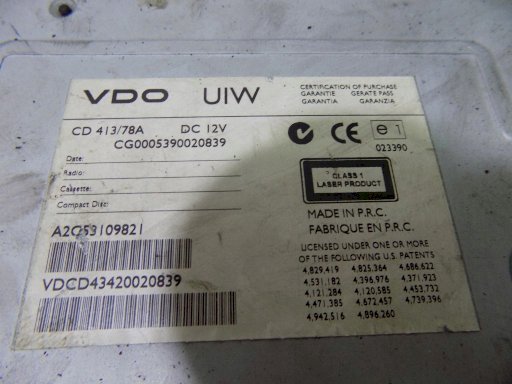 VDO UIW
CERTIFICATION OF PURCHASE
GARANTIE GERATE PASS
GARANTIA GARANZIA
CD 413/78A DC 12V
CG0005390020839
CE e1
023390
Date:
Radio:
Cassette:
Compact Disc:
CLASS 1
LASER PRODUCT
MADE IN P.R.C.
FABRIQUE EN P.R.C.
A2C53109821
LICENSED UNDER ONE OR MORE
OF THE FOLLOWING U.S. PATENTS
4,829,419 4,825,364 4,686,622
4,531,182 4,396,976 4,371,923
4,121,284 4,120,585 4,453,732
4,471,385 4,672,457 4,739,396
4,942,516 4,896,260
VDCD43420020839